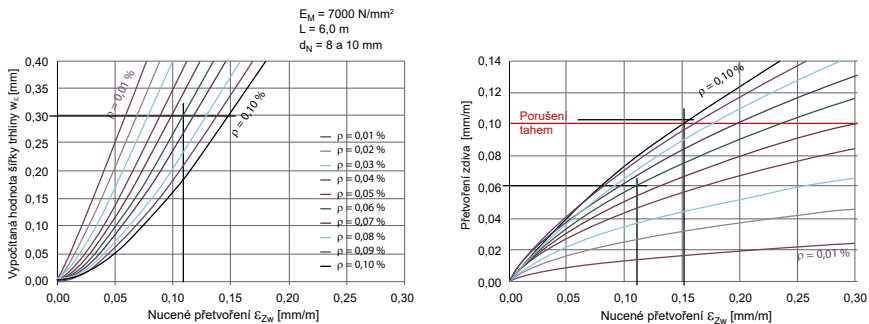 E_M = 7000 N/mm²
L = 6,0 m
d_N = 8 a 10 mm
Vypočítaná hodnota šířky trhliny w_ε [mm]
0,40
0,35
0,30
0,25
0,20
0,15
0,10
0,05
0,00
ρ = 0,01 %
ρ = 0,10 %
ρ = 0,01 %
ρ = 0,02 %
ρ = 0,03 %
ρ = 0,04 %
ρ = 0,05 %
ρ = 0,06 %
ρ = 0,07 %
ρ = 0,08 %
ρ = 0,09 %
ρ = 0,10 %
0,00 0,05 0,10 0,15 0,20 0,25 0,30
Nucené přetvoření ε_Zw [mm/m]
Přetvoření zdiva [mm/m]
0,14
0,12
0,10
0,08
0,06
0,04
0,02
0,00
Porušení
tahem
ρ = 0,10 %
ρ = 0,01 %
0,00 0,05 0,10 0,15 0,20 0,25 0,30
Nucené přetvoření ε_Zw [mm/m]